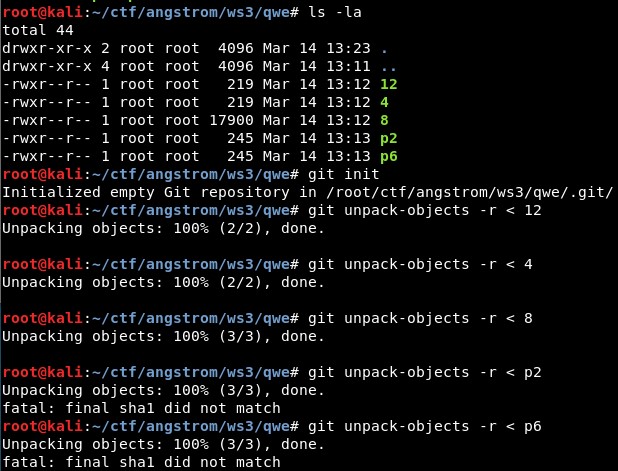 root@kali:~/ctf/angstrom/ws3/qwe# ls -la
total 44
drwxr-xr-x 2 root root  4096 Mar 14 13:23 .
drwxr-xr-x 4 root root  4096 Mar 14 13:11 ..
-rwxr--r-- 1 root root   219 Mar 14 13:12 12
-rwxr--r-- 1 root root   219 Mar 14 13:12 4
-rwxr--r-- 1 root root 17900 Mar 14 13:12 8
-rwxr--r-- 1 root root   245 Mar 14 13:13 p2
-rwxr--r-- 1 root root   245 Mar 14 13:13 p6
root@kali:~/ctf/angstrom/ws3/qwe# git init
Initialized empty Git repository in /root/ctf/angstrom/ws3/qwe/.git/
root@kali:~/ctf/angstrom/ws3/qwe# git unpack-objects -r < 12
Unpacking objects: 100% (2/2), done.
root@kali:~/ctf/angstrom/ws3/qwe# git unpack-objects -r < 4
Unpacking objects: 100% (2/2), done.
root@kali:~/ctf/angstrom/ws3/qwe# git unpack-objects -r < 8
Unpacking objects: 100% (3/3), done.
root@kali:~/ctf/angstrom/ws3/qwe# git unpack-objects -r < p2
Unpacking objects: 100% (3/3), done.
fatal: final sha1 did not match
root@kali:~/ctf/angstrom/ws3/qwe# git unpack-objects -r < p6
Unpacking objects: 100% (3/3), done.
fatal: final sha1 did not match